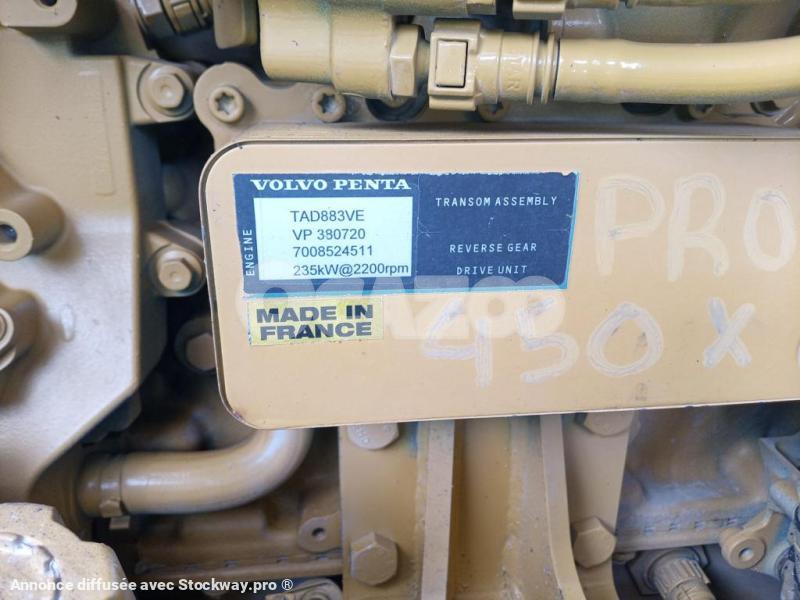 VOLVO PENTA
ENGINE
TAD883VE
VP 380720
7008524511
235kW@2200rpm
TRANSOM ASSEMBLY
REVERSE GEAR
DRIVE UNIT
MADE IN
FRANCE
PRO
450 x
OCAZOO
Annonce diffusée avec Stockway.pro ®